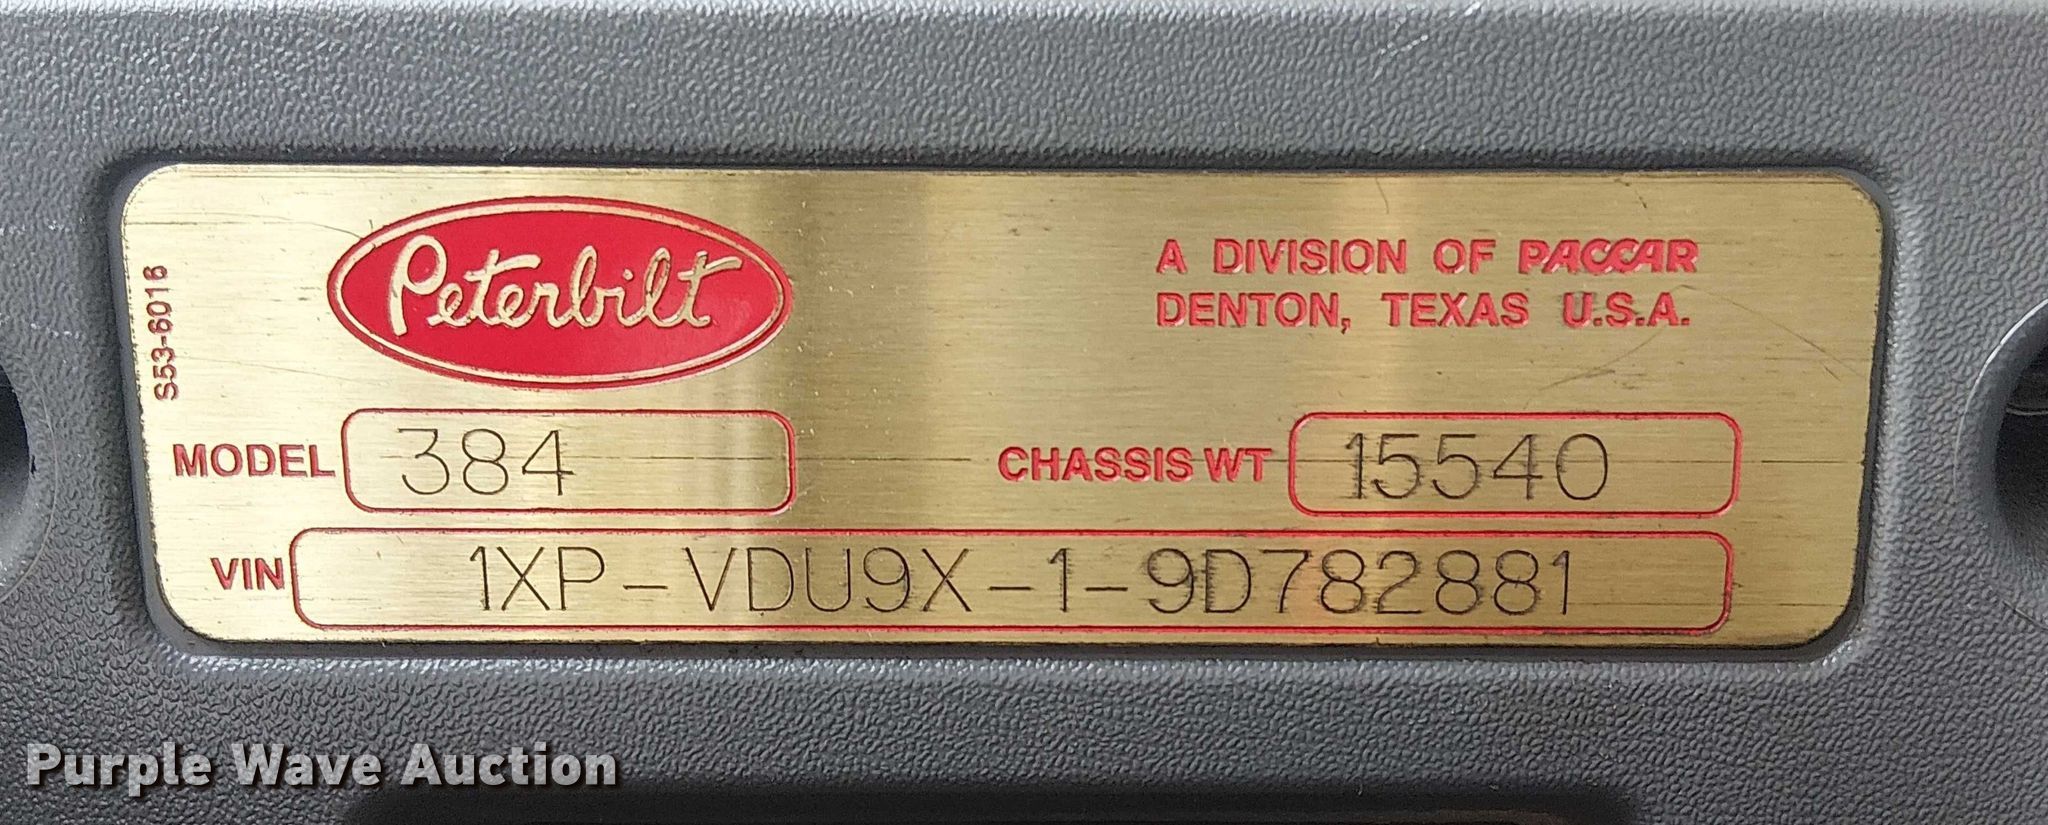 Peterbilt
A DIVISION OF PACCAR
DENTON, TEXAS U.S.A.
S53-6016
MODEL 384
CHASSIS WT 15540
VIN 1XP-VDU9X-1-9D782881
Purple Wave Auction